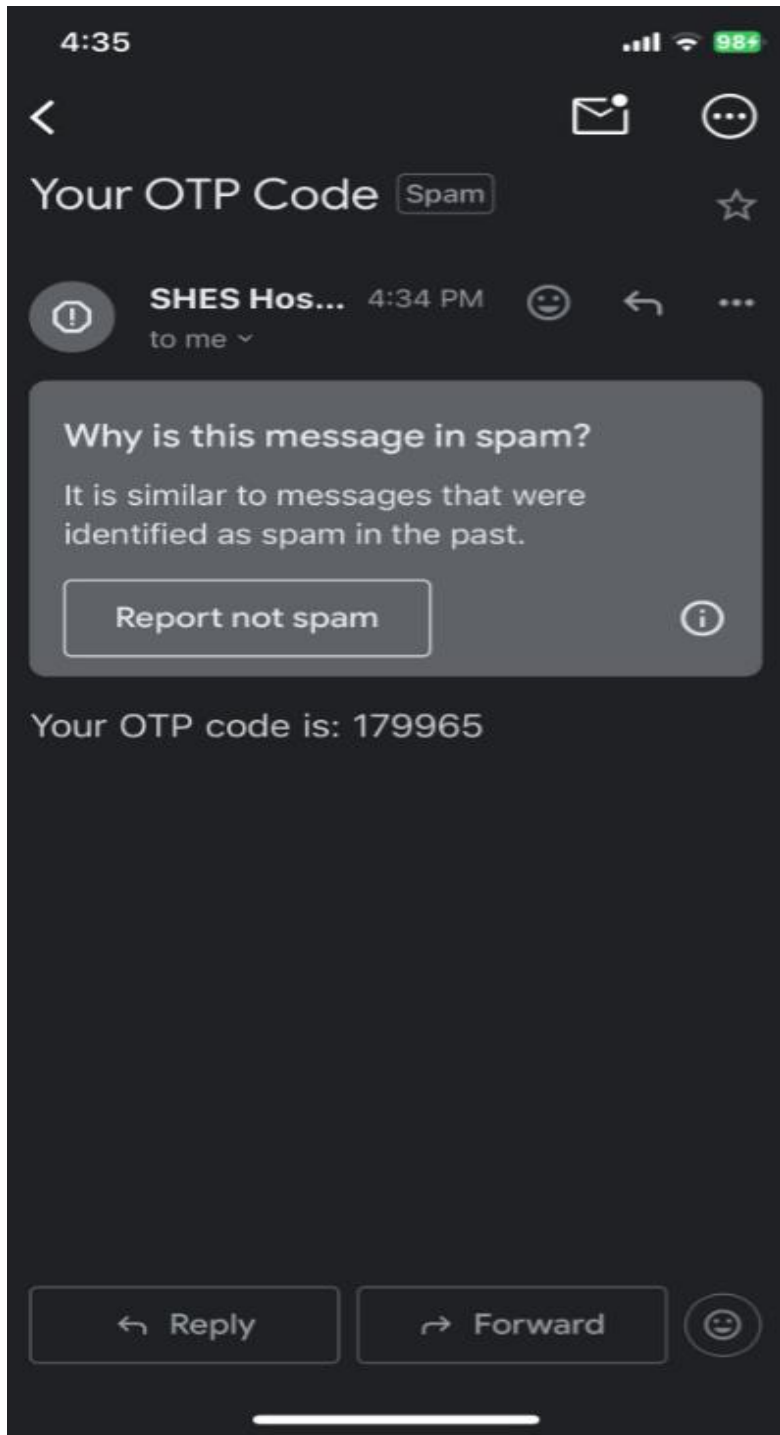 4:35
98
Your OTP Code Spam
SHES Hos... 4:34 PM
to me
Why is this message in spam?
It is similar to messages that were
identified as spam in the past.
Report not spam
Your OTP code is: 179965
Reply
Forward